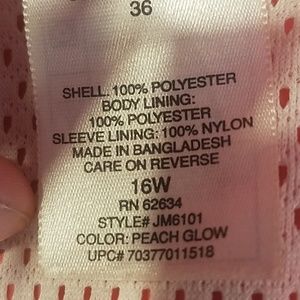 36
SHELL. 100% POLYESTER
BODY LINING:
100% POLYESTER
SLEEVE LINING: 100% NYLON
MADE IN BANGLADESH
CARE ON REVERSE
16W
RN 62634
STYLE# JM6101
COLOR: PEACH GLOW
UPC# 70377011518